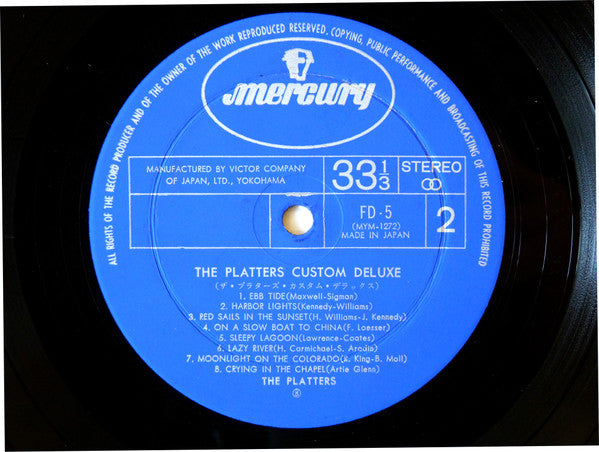 ALL RIGHTS OF THE RECORD PRODUCER AND OF THE OWNER OF THE WORK REPRODUCED RESERVED. COPYING, PUBLIC PERFORMANCE AND BROADCASTING OF THIS RECORD PROHIBITED
mercury
MANUFACTURED BY VICTOR COMPANY
OF JAPAN, LTD., YOKOHAMA
33 1/3
STEREO
FD-5
(MYM-1272)
MADE IN JAPAN
2
THE PLATTERS CUSTOM DELUXE
(ザ・プラターズ・カスタム・デラックス)
1. EBB TIDE(Maxwell-Sigman)
2. HARBOR LIGHTS(Kennedy-Williams)
3. RED SAILS IN THE SUNSET(H. Williams-J. Kennedy)
4. ON A SLOW BOAT TO CHINA(F. Loerser)
5. SLEEPY LAGOON(Lawrence-Coates)
6. LAZY RIVER(H. Carmichael-S. Arodin)
7. MOONLIGHT ON THE COLORADO(R. King-B. Moll)
8. CRYING IN THE CHAPEL(Artie Glenn)
THE PLATTERS